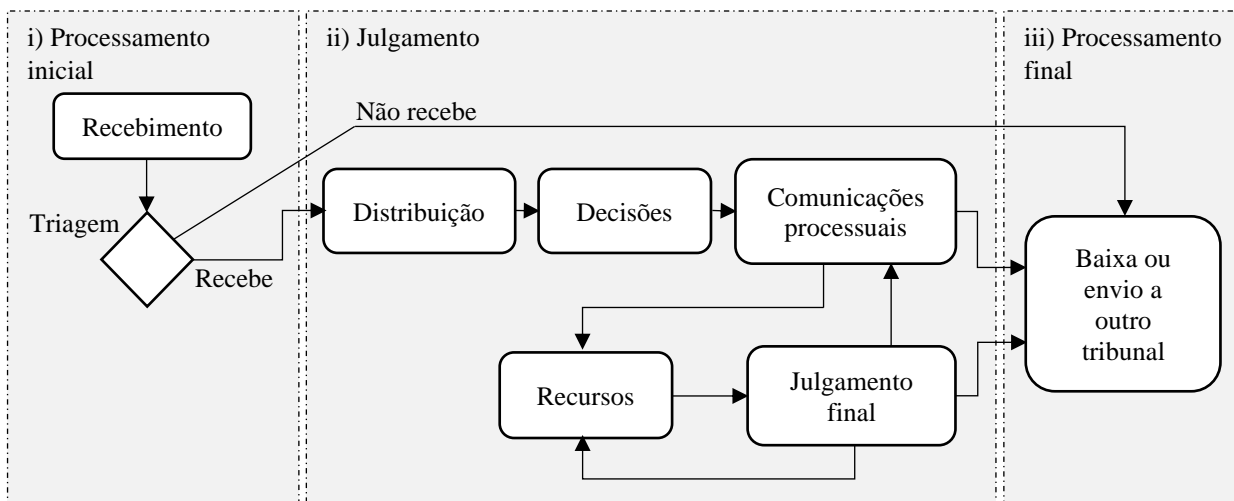 i) Processamento
inicial
Recebimento
Triagem
Recebe
ii) Julgamento
Não recebe
Distribuição
Decisões
Comunicações
processuais
Recursos
Julgamento
final
iii) Processamento
final
Baixa ou
envio a
outro
tribunal